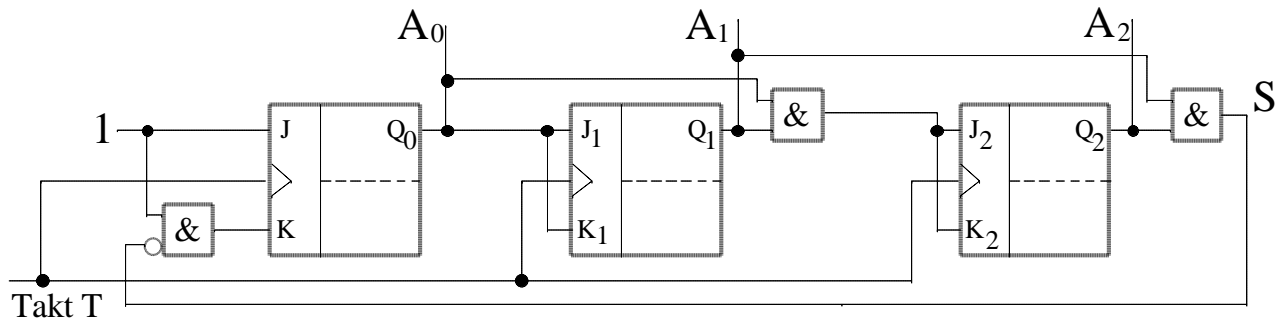 A0 A1 A2
& & S
1 J Q0 J1 Q1 J2 Q2
& K K1 K2
Takt T